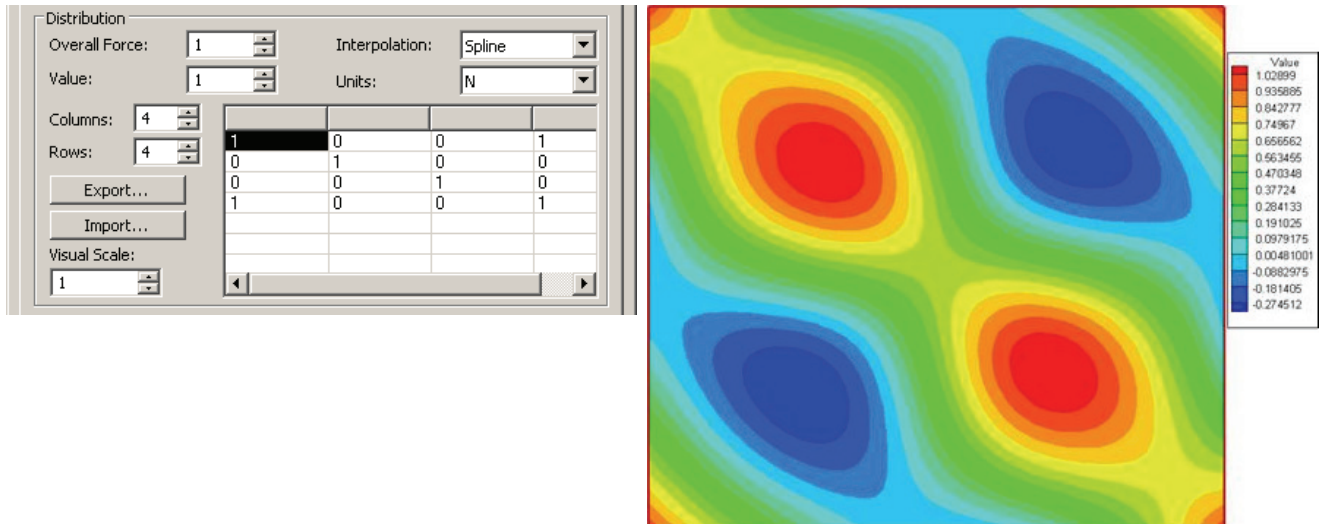 Distribution
Overall Force: 1 Interpolation: Spline
Value: 1 Units: N
Columns: 4
Rows: 4
1 0 0 1
0 1 0 0
0 0 1 0
1 0 0 1
Export...
Import...
Visual Scale:
1
Value
1.02899
0.935885
0.842777
0.74967
0.656562
0.563455
0.470348
0.37724
0.284133
0.191025
0.0979175
0.00481001
-0.0882975
-0.181405
-0.274512